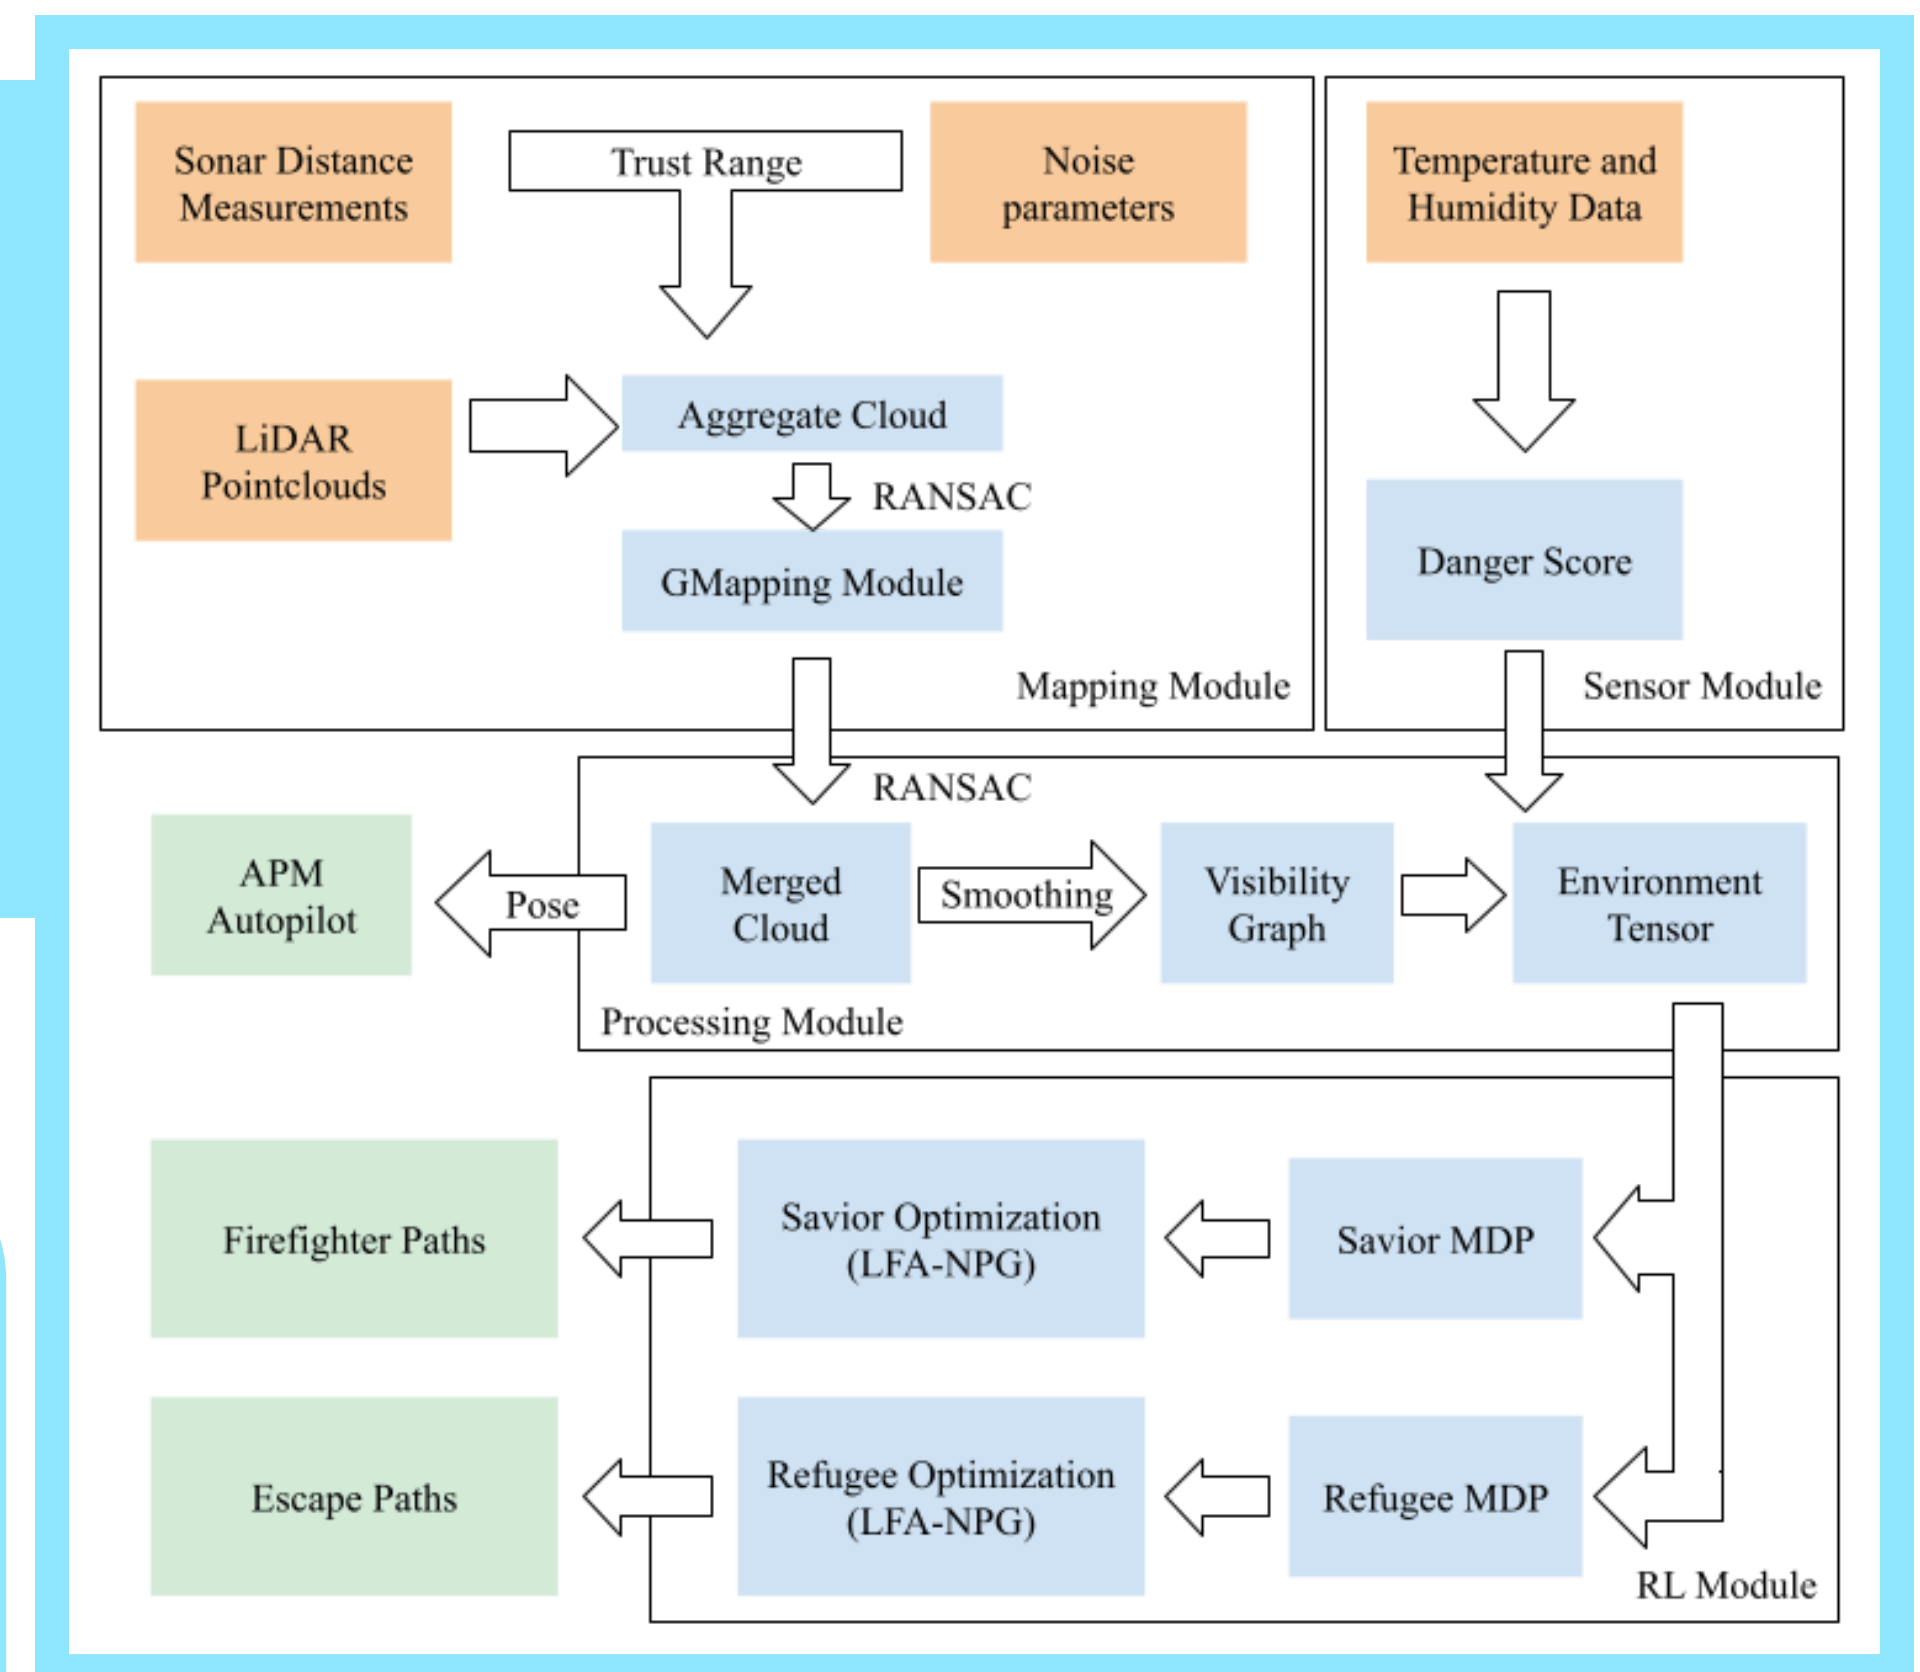 Sonar Distance
Measurements
Trust Range
Noise
parameters
Temperature and
Humidity Data
LiDAR
Pointclouds
Aggregate Cloud
RANSAC
GMapping Module
Danger Score
Mapping Module
Sensor Module
RANSAC
APM
Autopilot
Pose
Merged
Cloud
Smoothing
Visibility
Graph
Environment
Tensor
Processing Module
Firefighter Paths
Savior Optimization
(LFA-NPG)
Savior MDP
Escape Paths
Refugee Optimization
(LFA-NPG)
Refugee MDP
RL Module